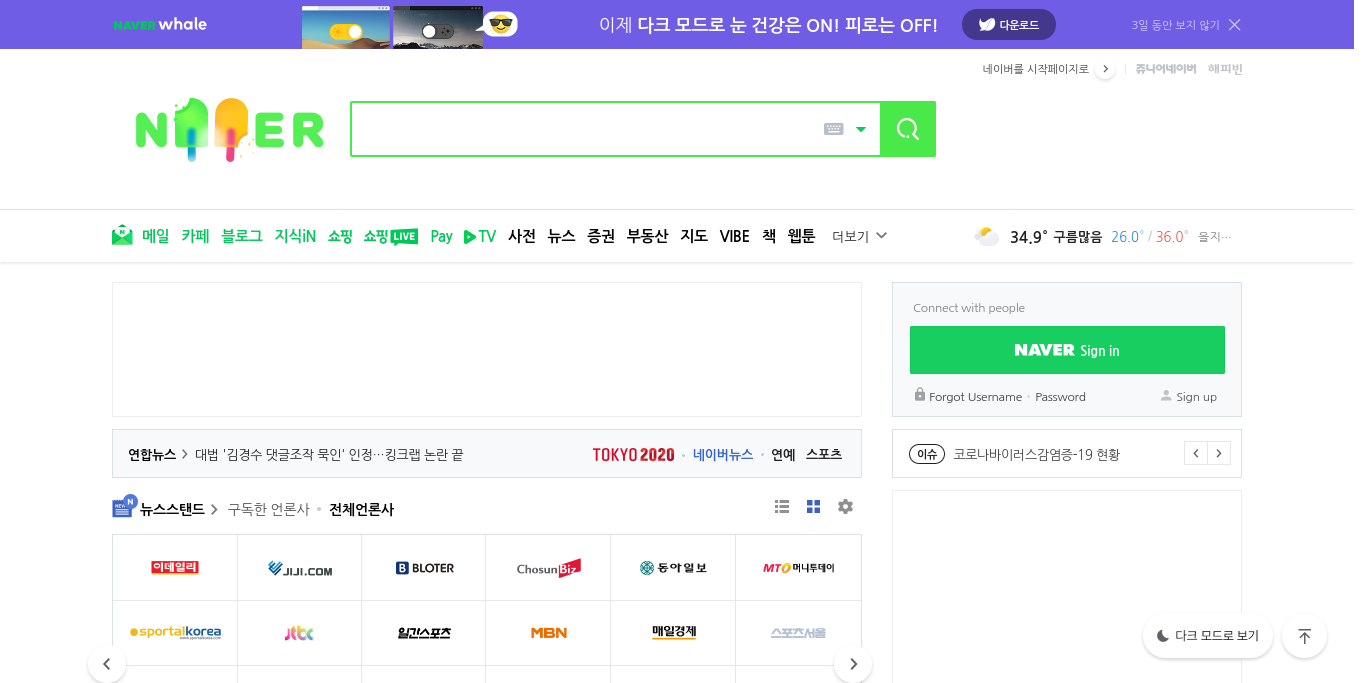 NAVER whale 이제 다크 모드로 눈 건강은 ON! 피로는 OFF! 다운로드 3일 동안 보지 않기
네이버를 시작페이지로 쥬니어네이버 해피빈
NAVER
메일 카페 블로그 지식iN 쇼핑 쇼핑LIVE Pay TV 사전 뉴스 증권 부동산 지도 VIBE 책 웹툰 더보기 34.9° 구름많음 26.0° / 36.0° 을지…
Connect with people
NAVER Sign in
Forgot Username Password Sign up
연합뉴스 대법 '김경수 댓글조작 묵인' 인정…킹크랩 논란 끝 TOKYO 2020 네이버뉴스 연예 스포츠 이슈 코로나바이러스감염증-19 현황
NEW N 뉴스스탠드 구독한 언론사 전체언론사
이데일리 JIJI.COM BLOTER ChosunBiz 동아일보 MTO머니투데이
sportalkorea jtbc 일간스포츠 MBN 매일경제 스포츠서울
www.sportalkorea.com
다크 모드로 보기